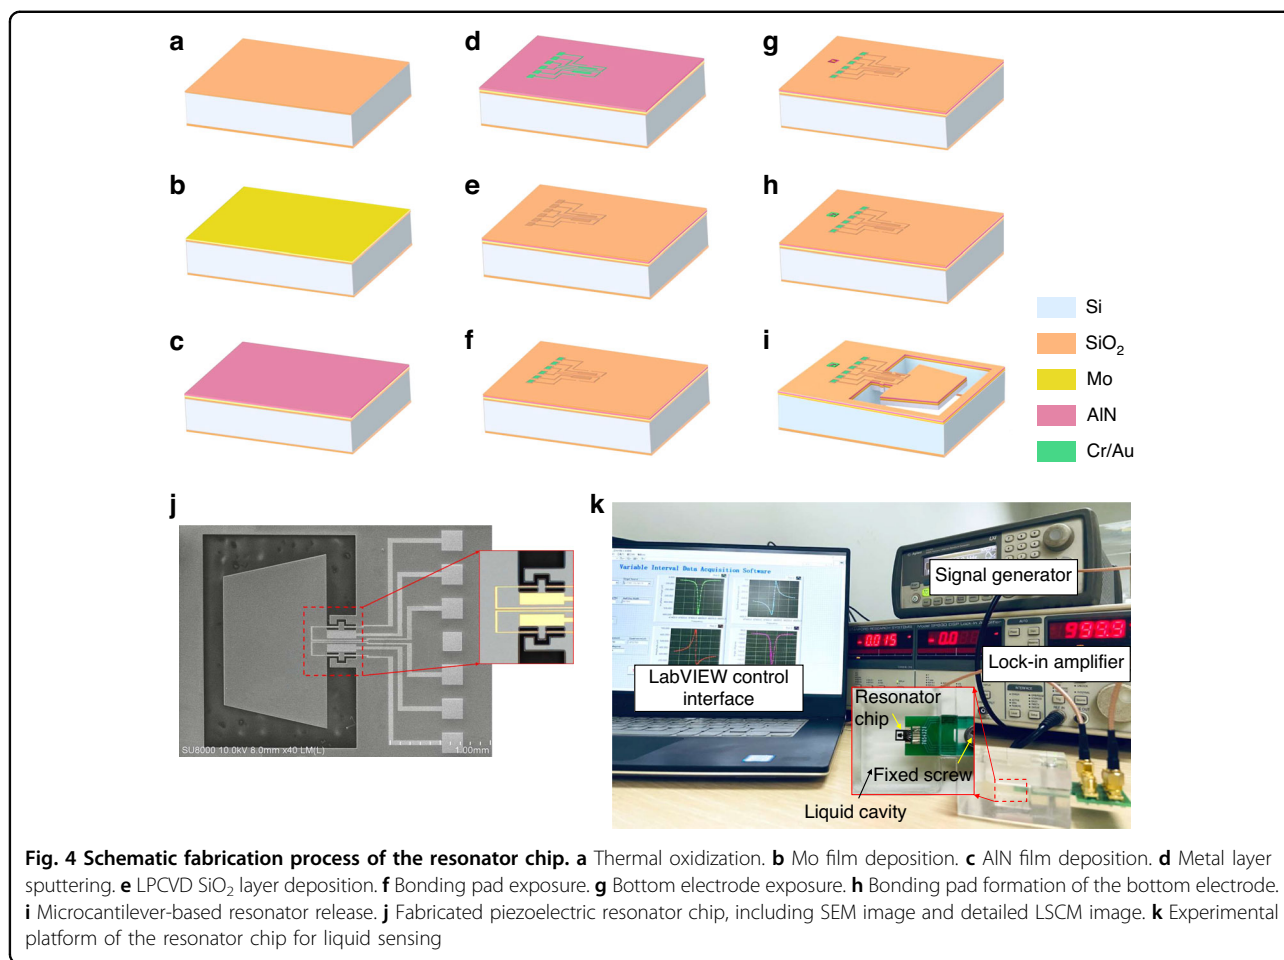 a
d
g
b
e
h
Si
c
f
i
SiO2
Mo
AlN
Cr/Au
j
SU8000 10.0kV 8.0mm x40 LM(L)
1.00mm
k
Variable Interval Data Acquisition Software
Signal generator
-0.015
-0.0
Lock-in amplifier
LabVIEW control
interface
Resonator
chip
Fixed screw
Liquid cavity
Fig. 4 Schematic fabrication process of the resonator chip. a Thermal oxidization. b Mo film deposition. c AlN film deposition. d Metal layer
sputtering. e LPCVD SiO2 layer deposition. f Bonding pad exposure. g Bottom electrode exposure. h Bonding pad formation of the bottom electrode.
i Microcantilever-based resonator release. j Fabricated piezoelectric resonator chip, including SEM image and detailed LSCM image. k Experimental
platform of the resonator chip for liquid sensing